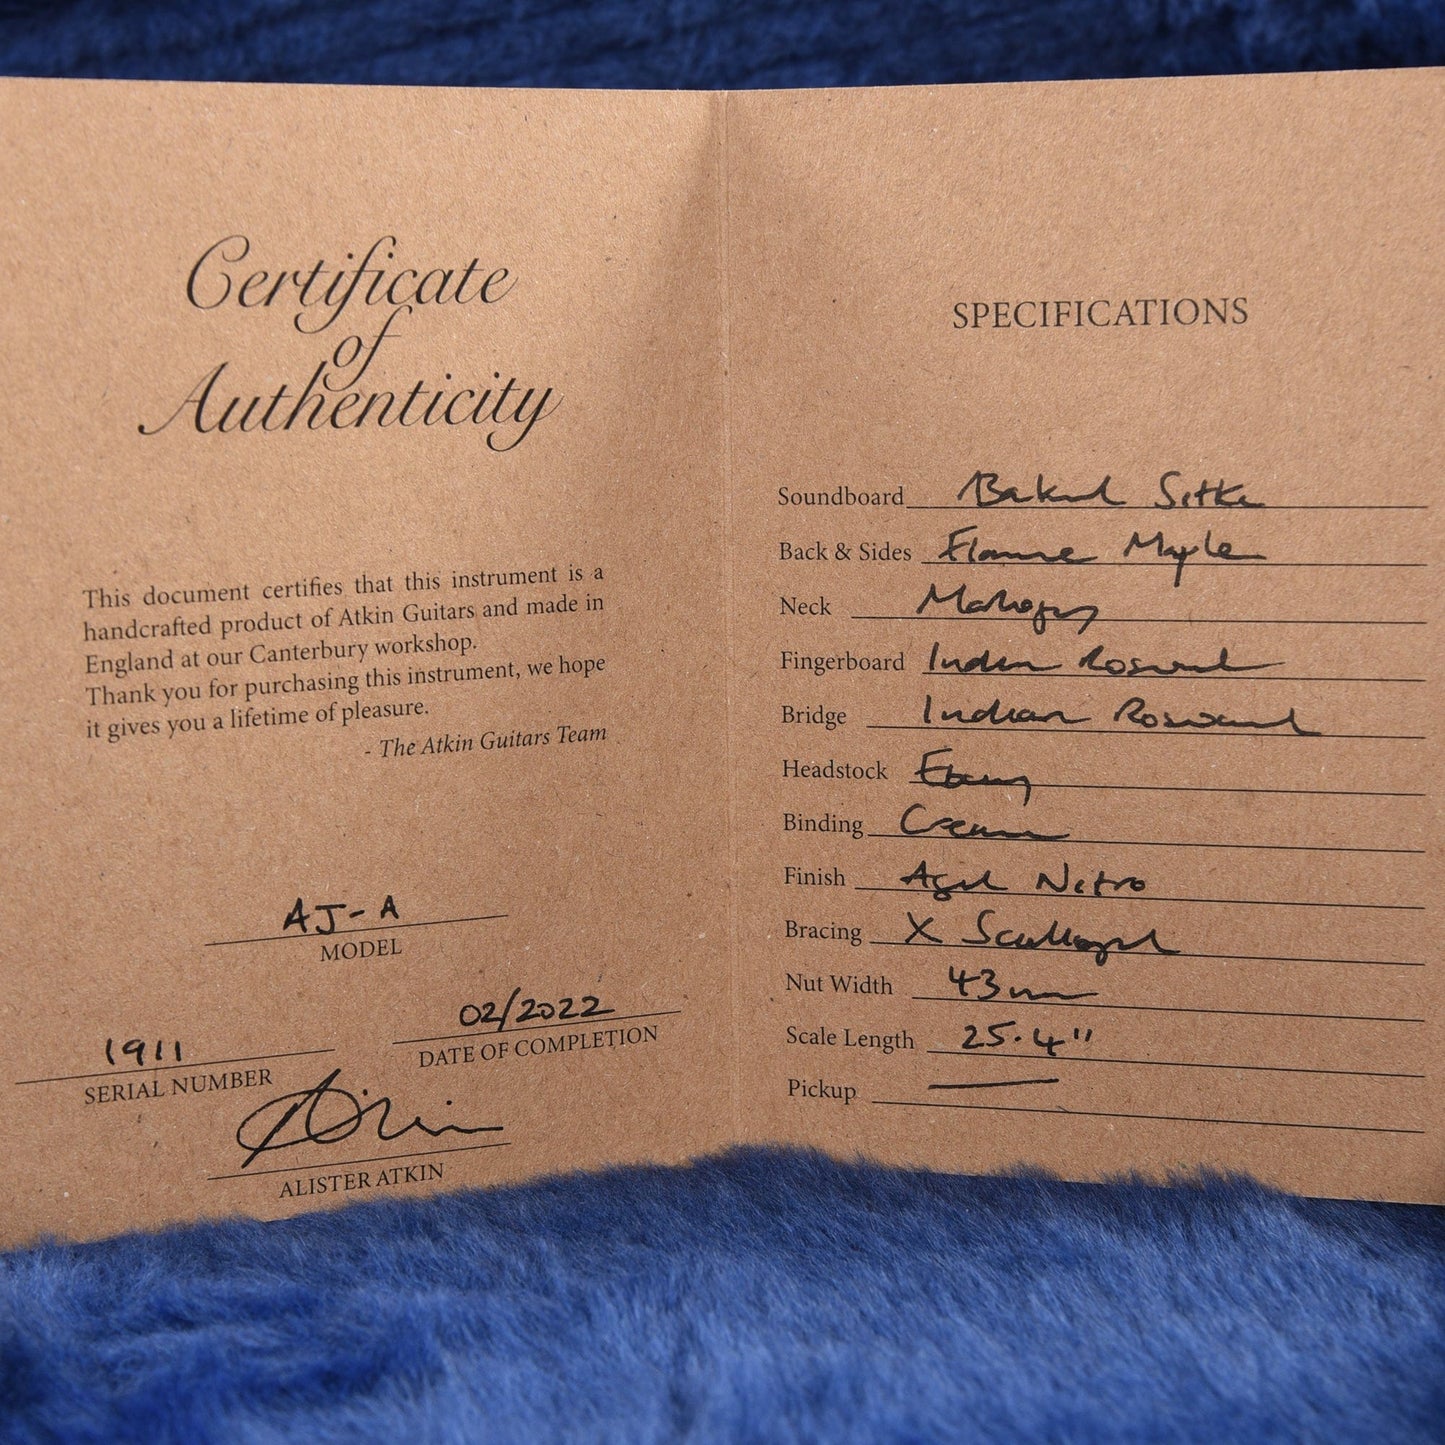 Certificate
of
Authenticity
This document certifies that this instrument is a
handcrafted product of Atkin Guitars and made in
England at our Canterbury workshop.
Thank you for purchasing this instrument, we hope
it gives you a lifetime of pleasure.
- The Atkin Guitars Team
AJ-A
MODEL
1911
SERIAL NUMBER
02/2022
DATE OF COMPLETION
ALISTER ATKIN
SPECIFICATIONS
Soundboard Baked Sitka
Back & Sides Flame Maple
Neck Mahogany
Fingerboard Indian Rosewood
Bridge Indian Rosewood
Headstock Ebony
Binding Cream
Finish Aged Nitro
Bracing X Scalloped
Nut Width 43mm
Scale Length 25.4"
Pickup —